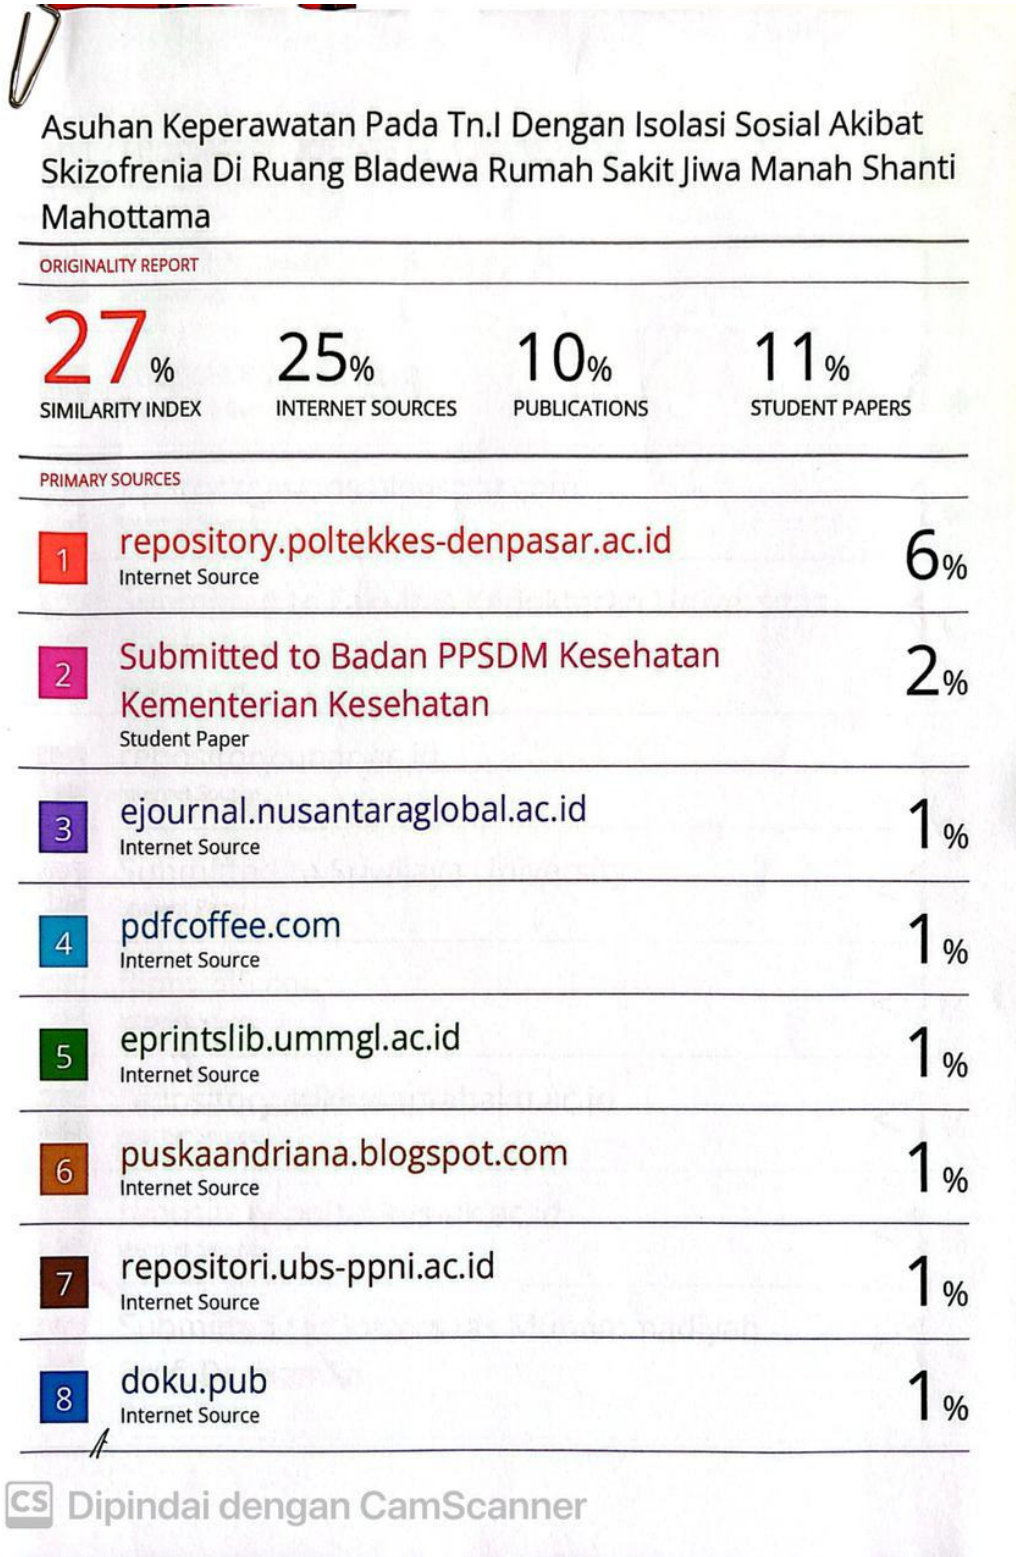 Asuhan Keperawatan Pada Tn.I Dengan Isolasi Sosial Akibat
Skizofrenia Di Ruang Bladewa Rumah Sakit Jiwa Manah Shanti
Mahottama
ORIGINALITY REPORT
27% 25% 10% 11%
SIMILARITY INDEX INTERNET SOURCES PUBLICATIONS STUDENT PAPERS
PRIMARY SOURCES
1 repository.poltekkes-denpasar.ac.id 6%
Internet Source
2 Submitted to Badan PPSDM Kesehatan 2%
Kementerian Kesehatan
Student Paper
3 ejournal.nusantaraglobal.ac.id 1%
Internet Source
4 pdfcoffee.com 1%
Internet Source
5 eprintslib.ummgl.ac.id 1%
Internet Source
6 puskaandriana.blogspot.com 1%
Internet Source
7 repositori.ubs-ppni.ac.id 1%
Internet Source
8 doku.pub 1%
Internet Source
CS Dipindai dengan CamScanner